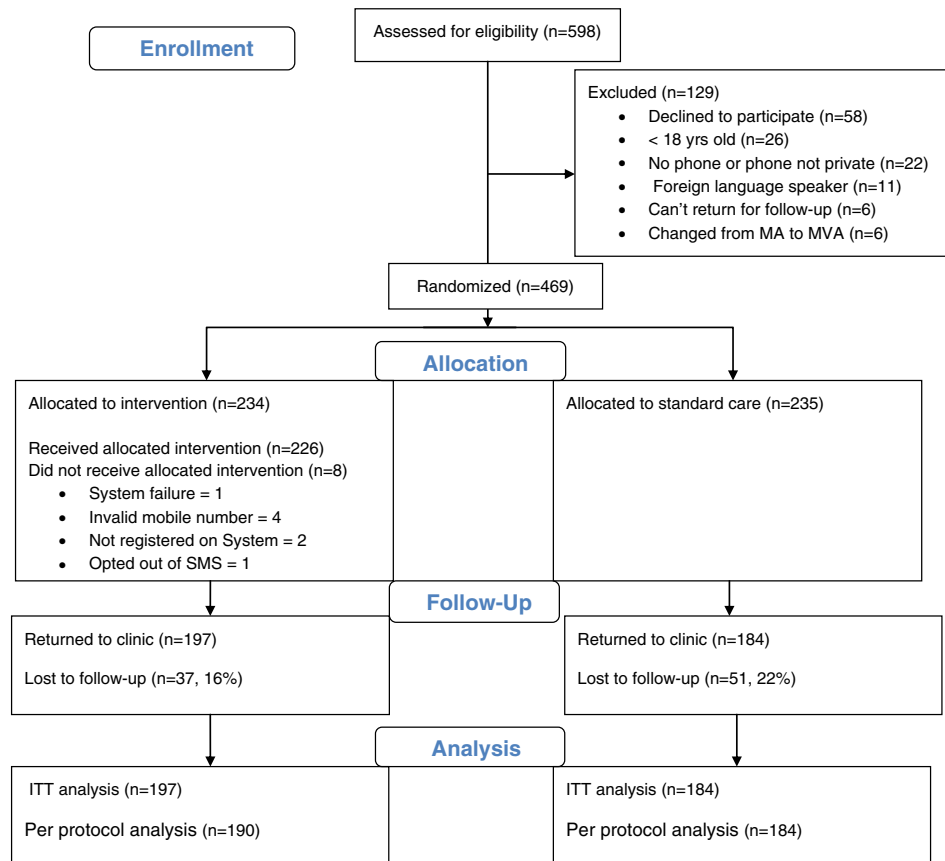 Assessed for eligibility (n=598)
Enrollment
Excluded (n=129)
• Declined to participate (n=58)
• < 18 yrs old (n=26)
• No phone or phone not private (n=22)
• Foreign language speaker (n=11)
• Can't return for follow-up (n=6)
• Changed from MA to MVA (n=6)
Randomized (n=469)
Allocation
Allocated to intervention (n=234)
Received allocated intervention (n=226)
Did not receive allocated intervention (n=8)
• System failure = 1
• Invalid mobile number = 4
• Not registered on System = 2
• Opted out of SMS = 1
Allocated to standard care (n=235)
Follow-Up
Returned to clinic (n=197)
Lost to follow-up (n=37, 16%)
Returned to clinic (n=184)
Lost to follow-up (n=51, 22%)
Analysis
ITT analysis (n=197)
Per protocol analysis (n=190)
ITT analysis (n=184)
Per protocol analysis (n=184)